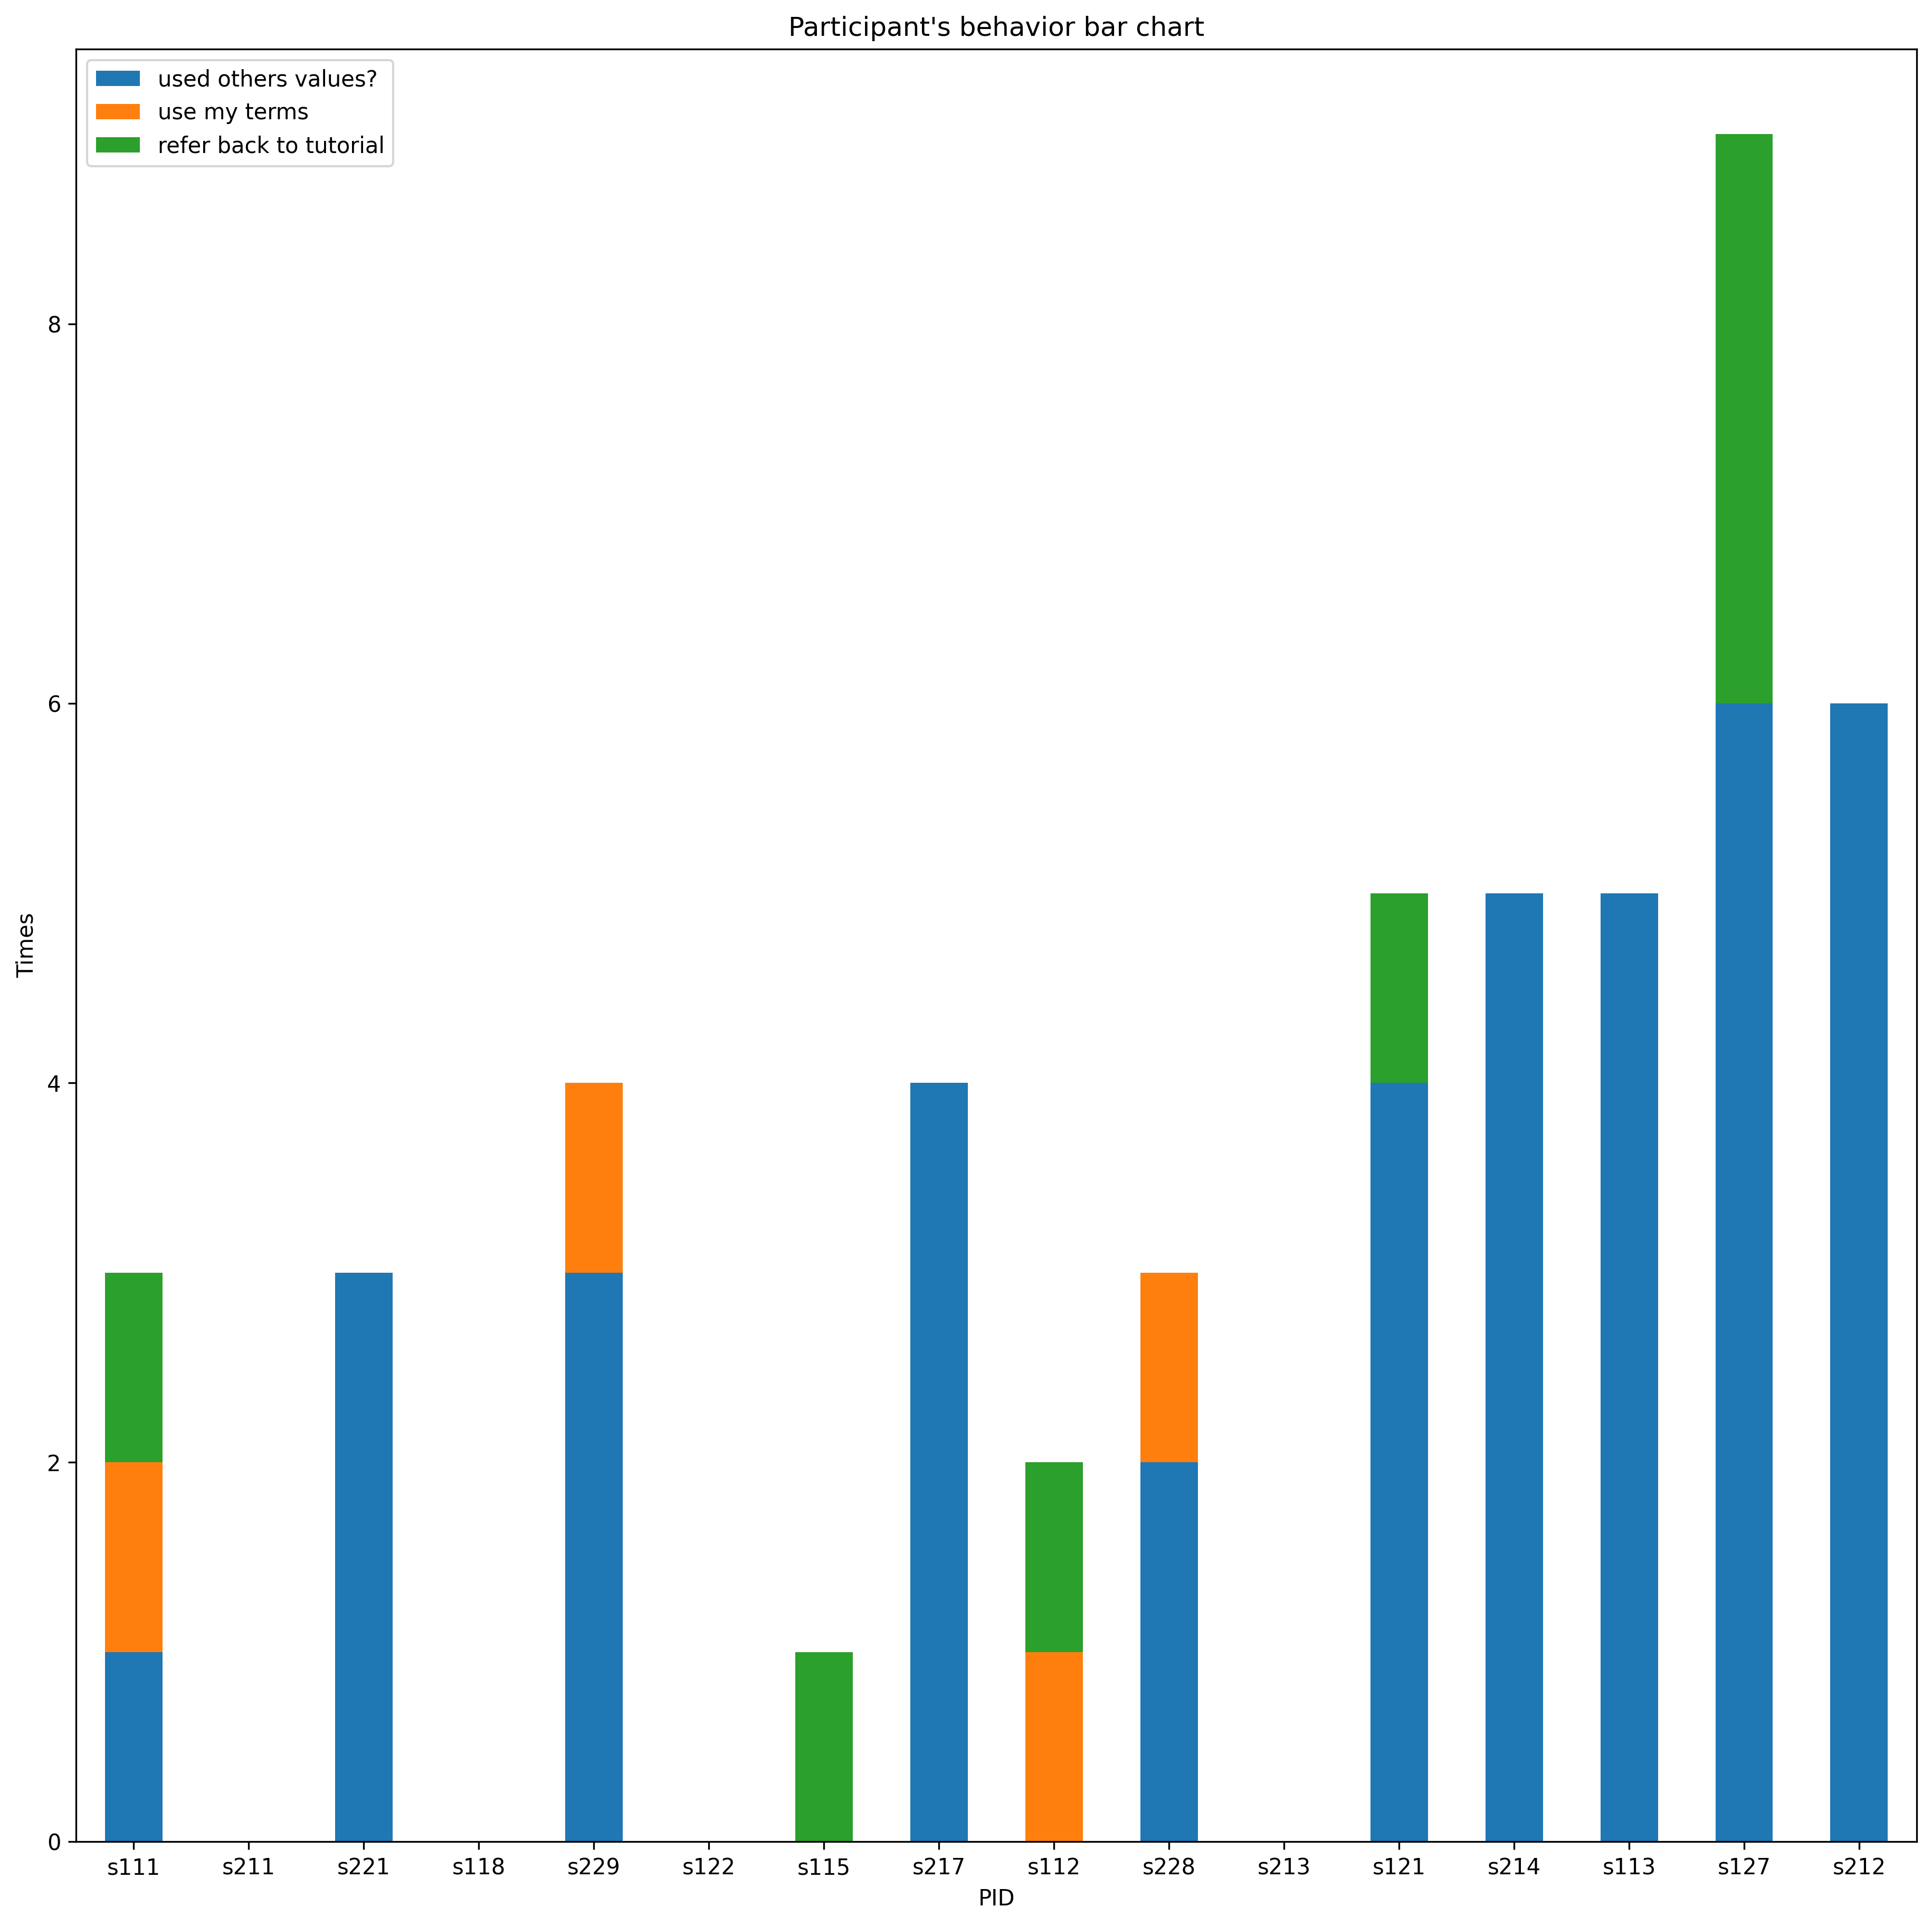 Participant's behavior bar chart
used others values?
use my terms
refer back to tutorial
8
6
4
2
0
Times
s111 s211 s221 s118 s229 s122 s115 s217 s112 s228 s213 s121 s214 s113 s127 s212
PID